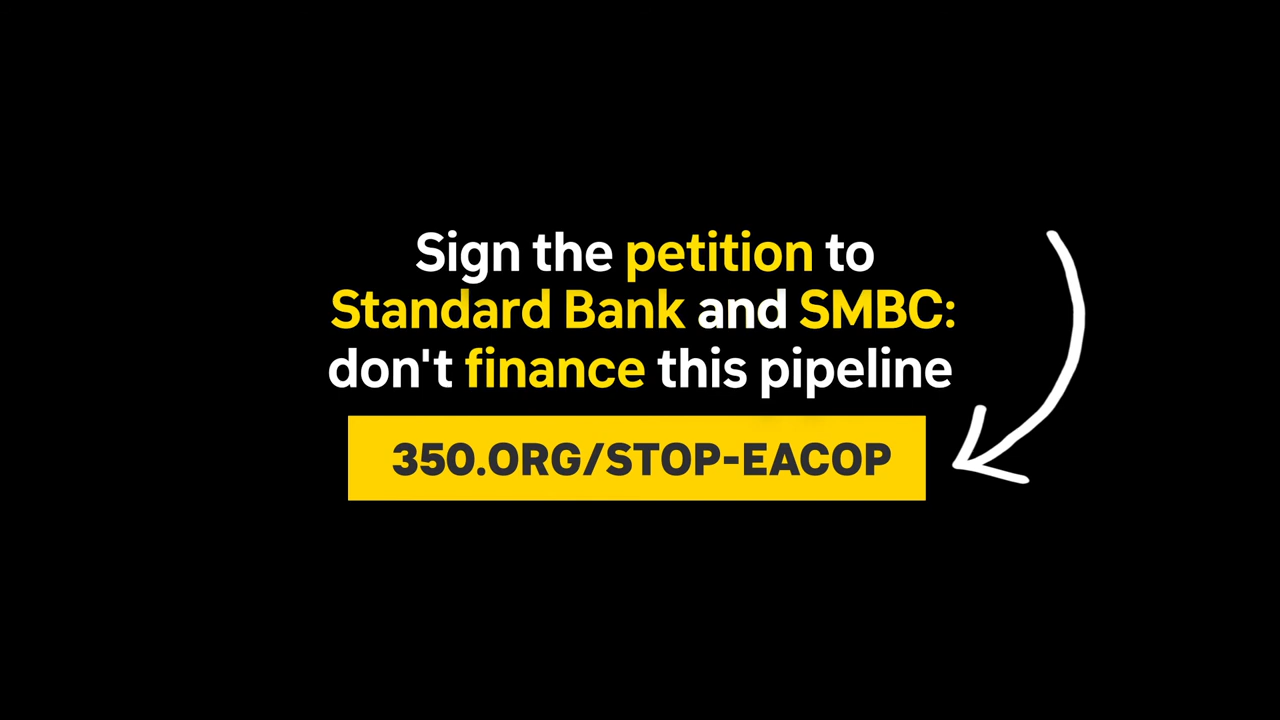 Sign the petition to
Standard Bank and SMBC:
don't finance this pipeline
350.ORG/STOP-EACOP